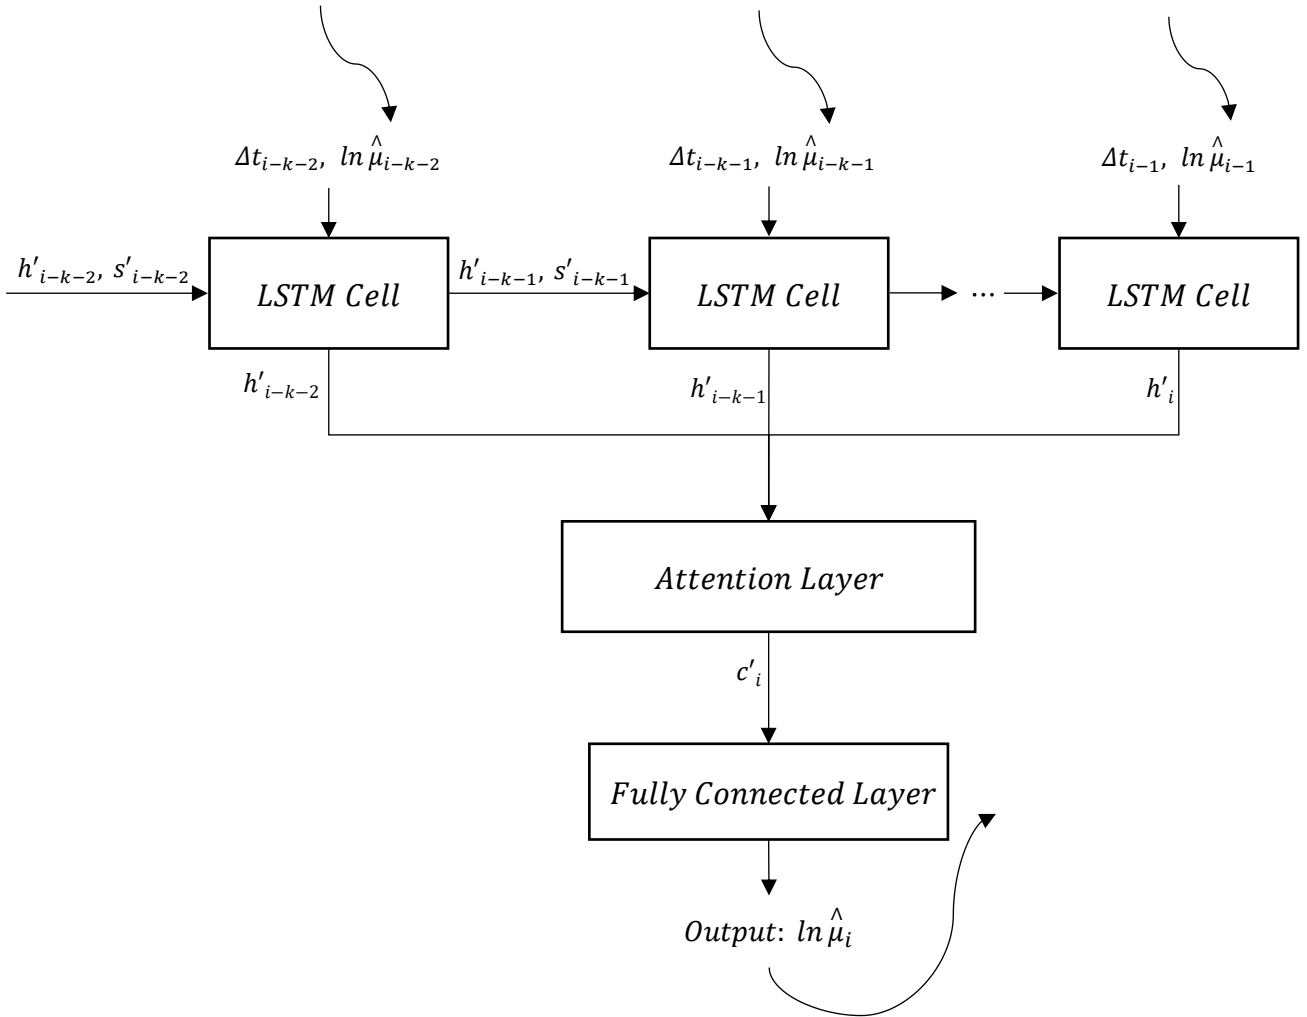 Δt_{i−k−2}, ln μ̂_{i−k−2} Δt_{i−k−1}, ln μ̂_{i−k−1} Δt_{i−1}, ln μ̂_{i−1}
h′_{i−k−2}, s′_{i−k−2} LSTM Cell h′_{i−k−1}, s′_{i−k−1} LSTM Cell ... LSTM Cell
h′_{i−k−2} h′_{i−k−1} h′_i
Attention Layer
c′_i
Fully Connected Layer
Output: ln μ̂_i